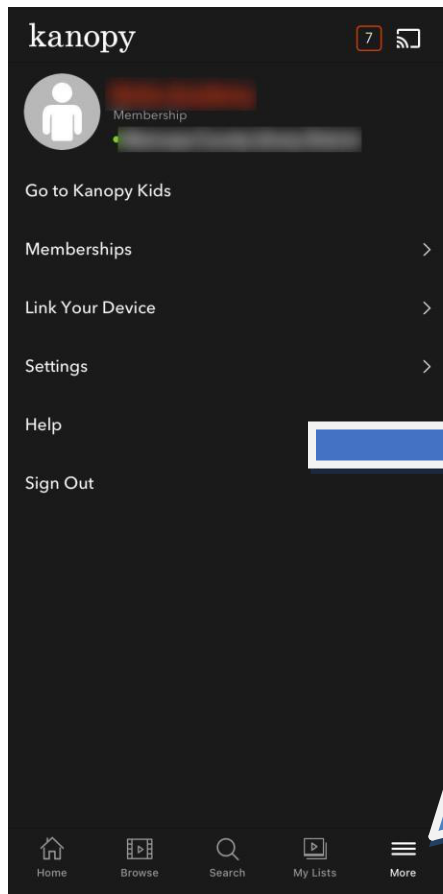 kanopy 7
Membership
Go to Kanopy Kids
Memberships
Link Your Device
Settings
Help
Sign Out
Home Browse Search My Lists More